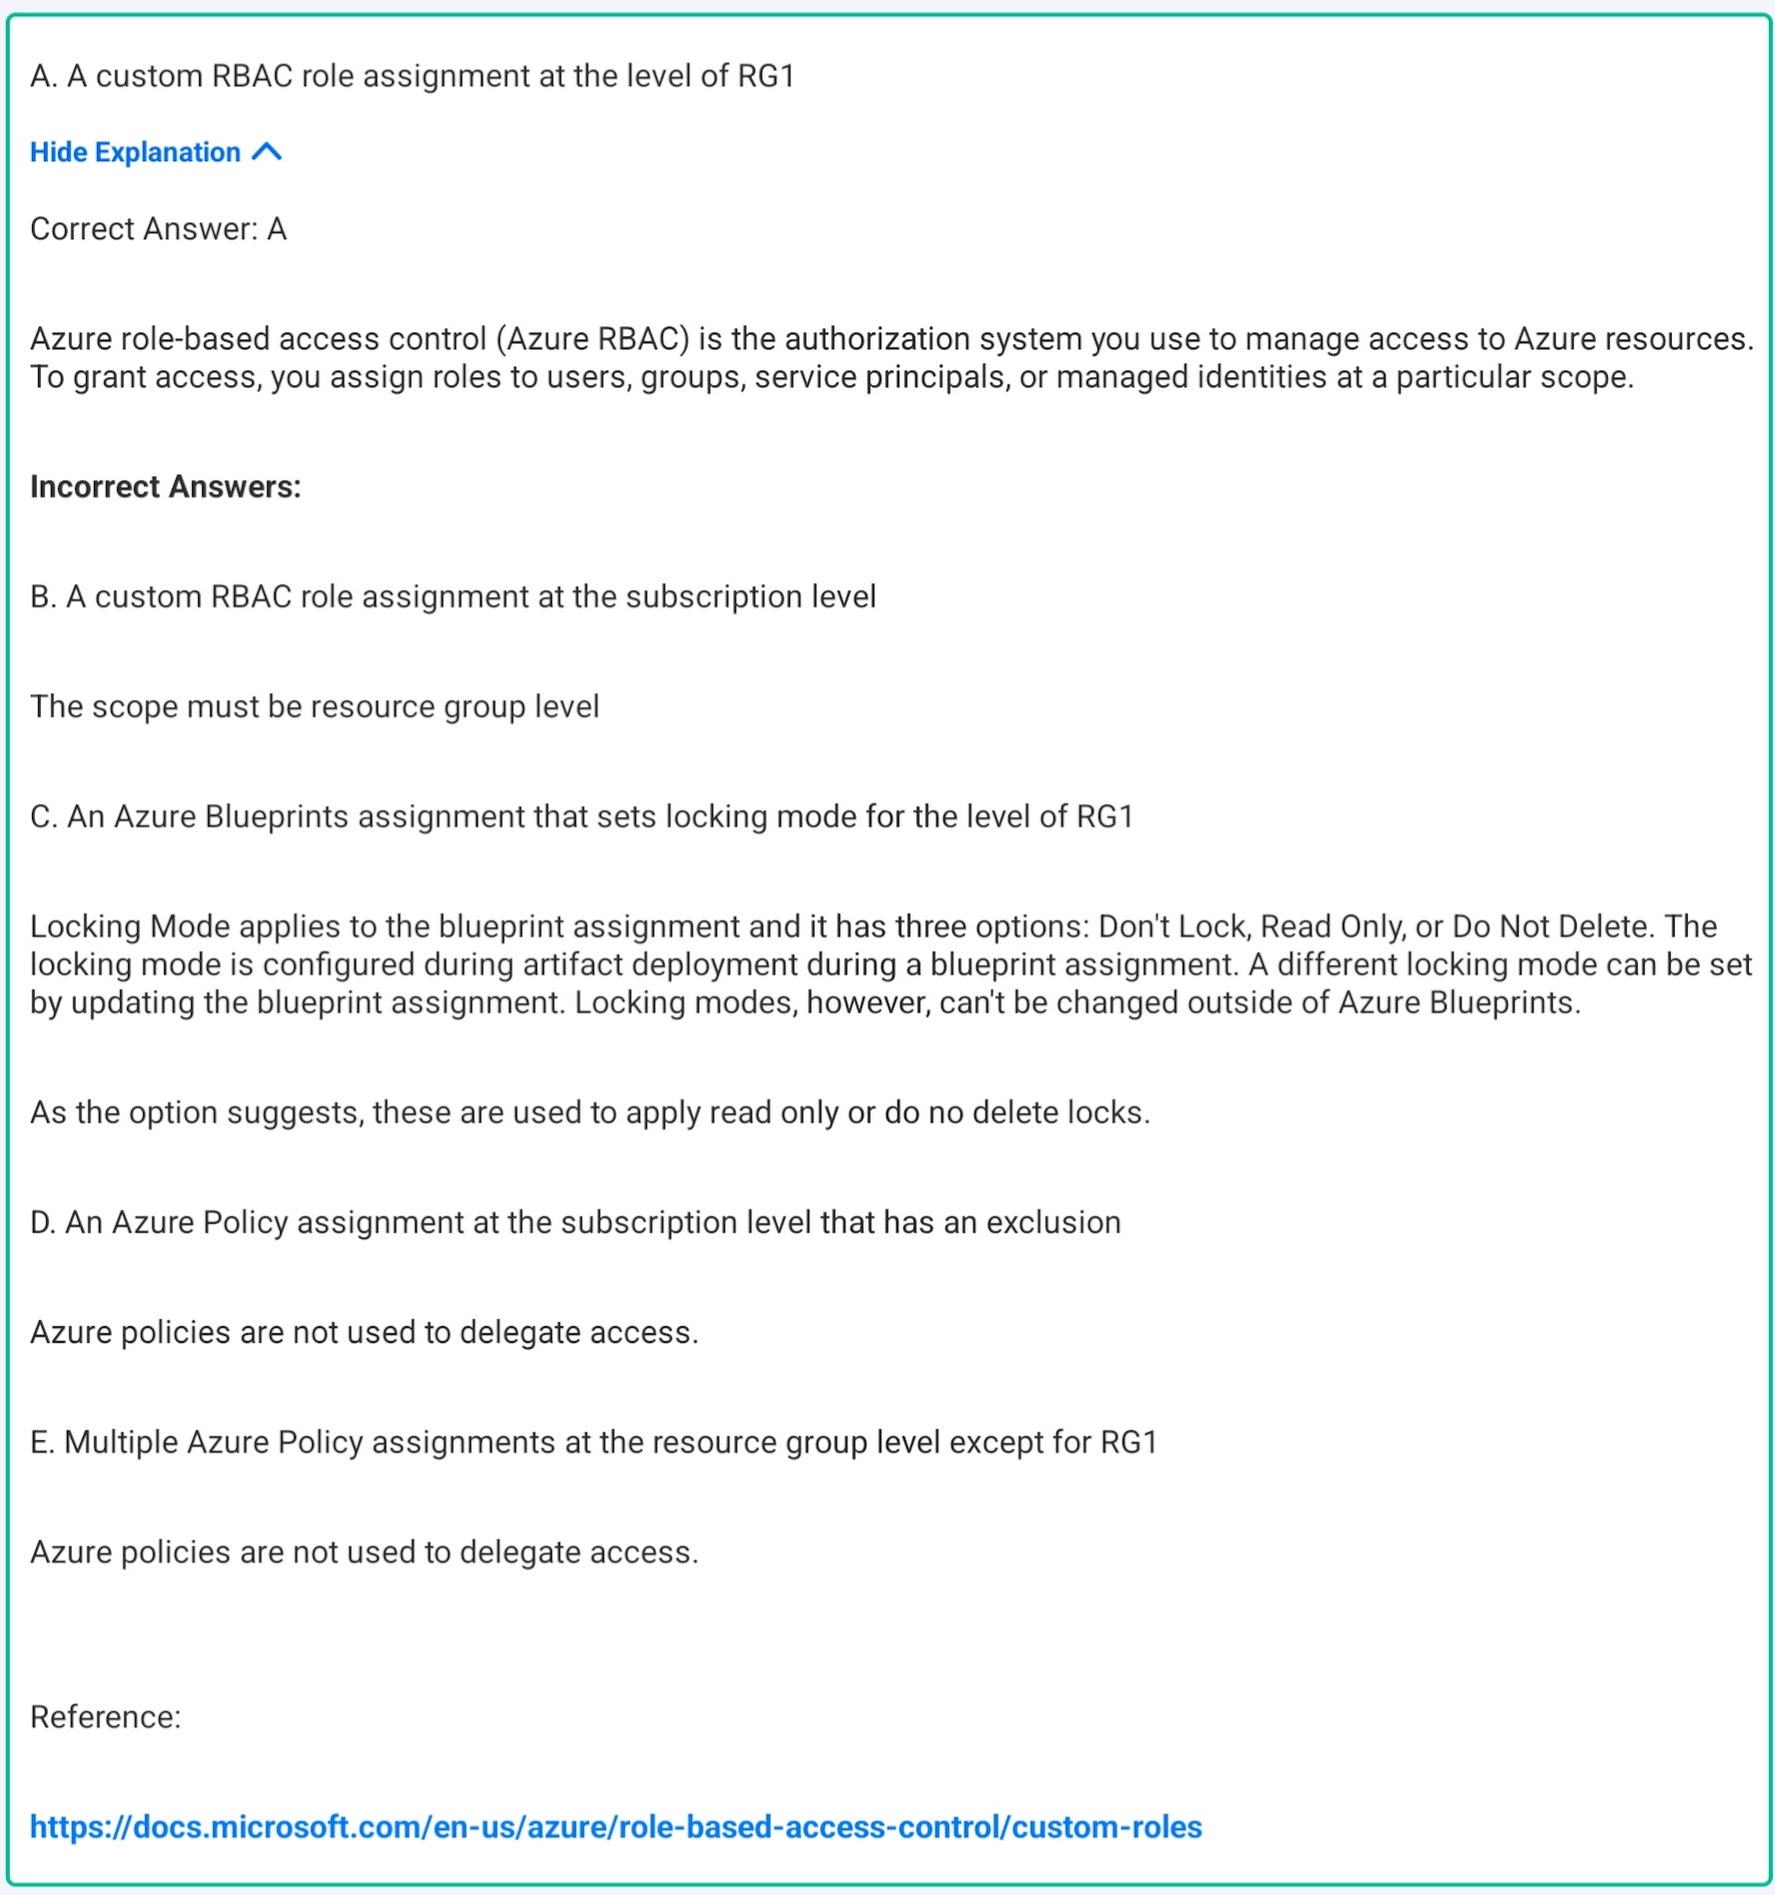 A. A custom RBAC role assignment at the level of RG1
Hide Explanation
Correct Answer: A
Azure role-based access control (Azure RBAC) is the authorization system you use to manage access to Azure resources.
To grant access, you assign roles to users, groups, service principals, or managed identities at a particular scope.
Incorrect Answers:
B. A custom RBAC role assignment at the subscription level
The scope must be resource group level
C. An Azure Blueprints assignment that sets locking mode for the level of RG1
Locking Mode applies to the blueprint assignment and it has three options: Don't Lock, Read Only, or Do Not Delete. The
locking mode is configured during artifact deployment during a blueprint assignment. A different locking mode can be set
by updating the blueprint assignment. Locking modes, however, can't be changed outside of Azure Blueprints.
As the option suggests, these are used to apply read only or do no delete locks.
D. An Azure Policy assignment at the subscription level that has an exclusion
Azure policies are not used to delegate access.
E. Multiple Azure Policy assignments at the resource group level except for RG1
Azure policies are not used to delegate access.
Reference:
https://docs.microsoft.com/en-us/azure/role-based-access-control/custom-roles